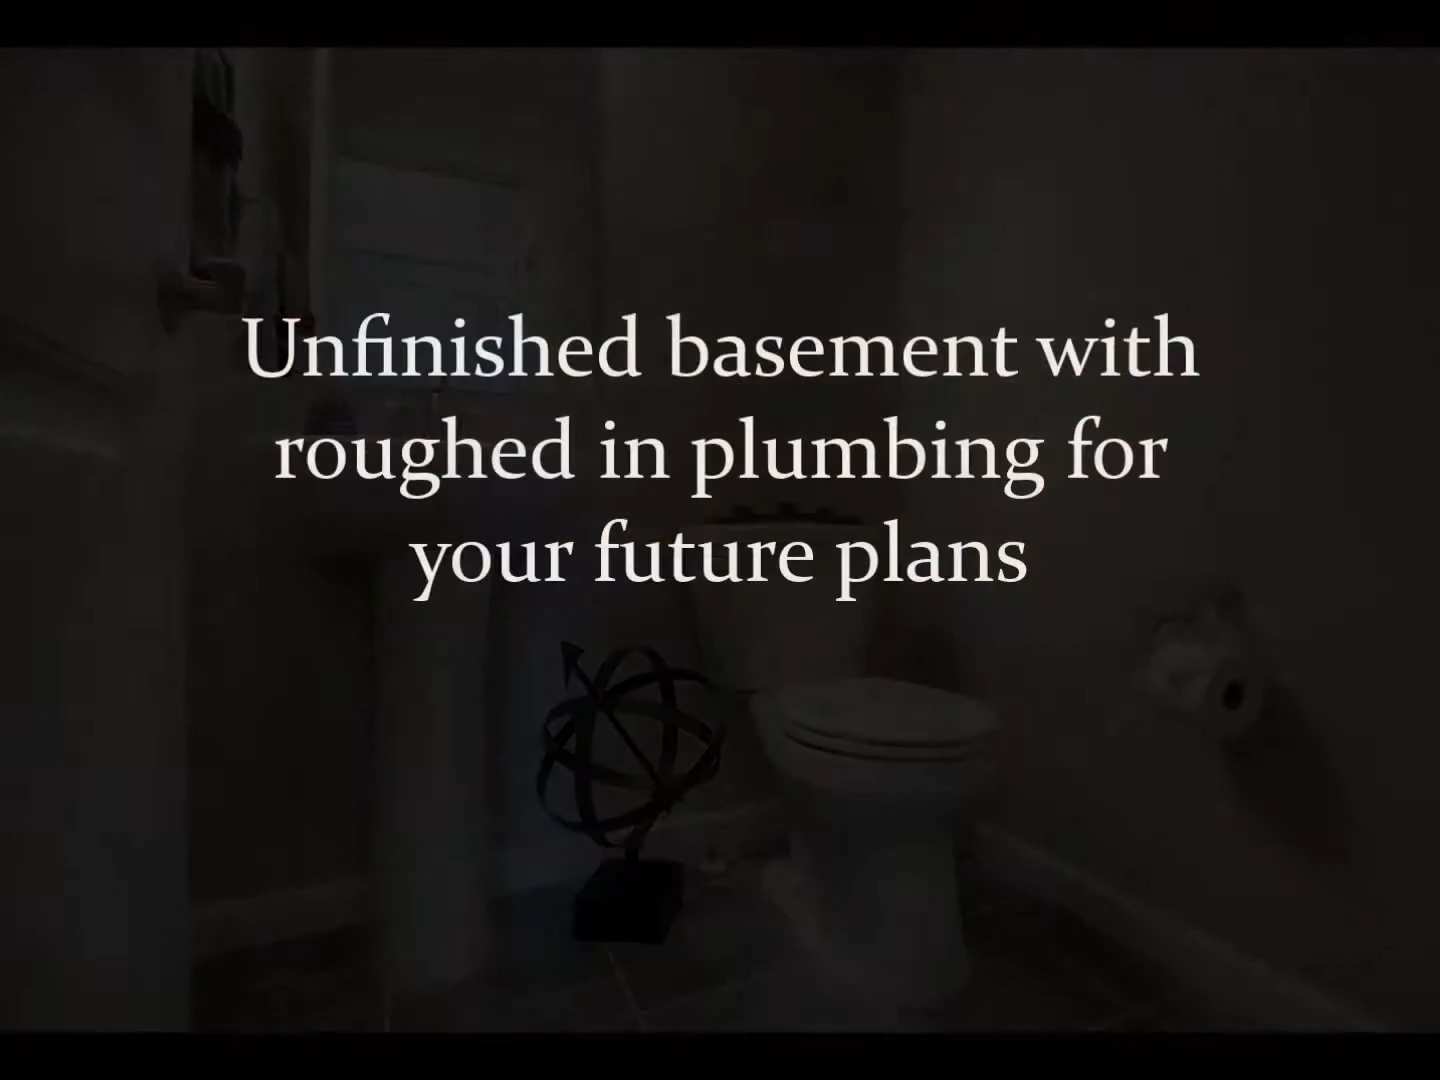 Unfinished basement with
roughed in plumbing for
your future plans